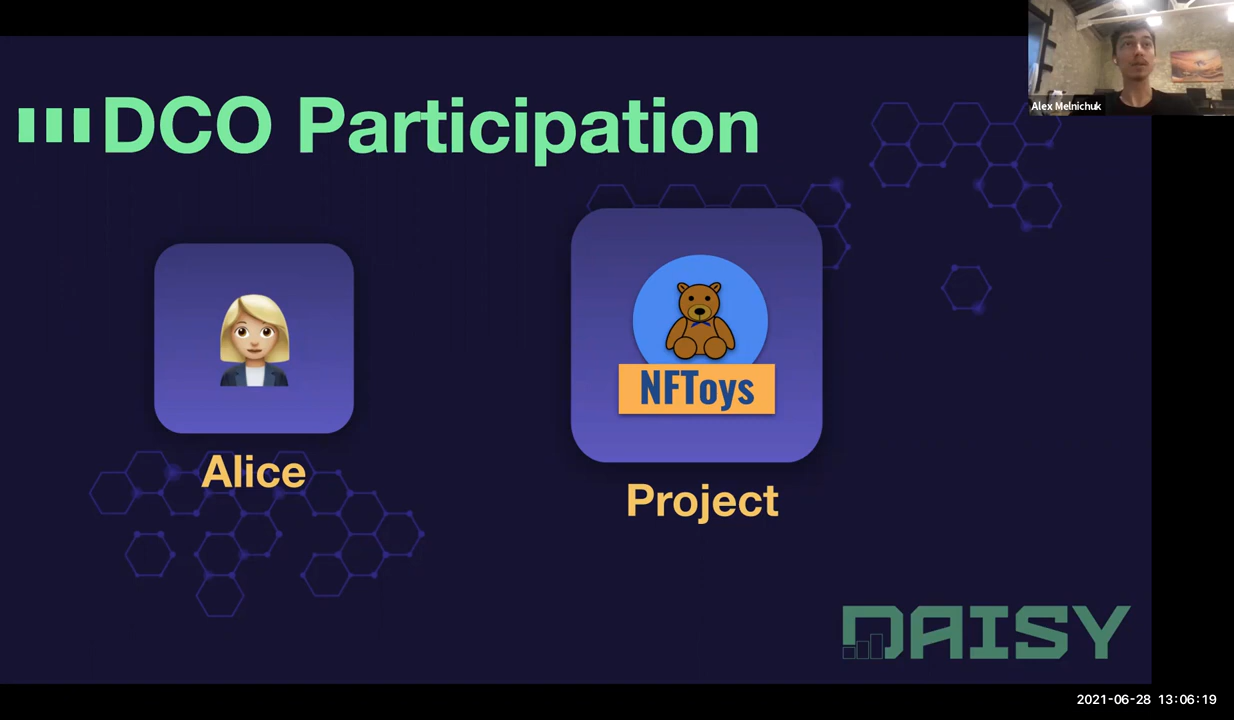 DCO Participation
Alex Melnichuk
NFToys
Alice
Project
DAISY
2021-06-28 13:06:19